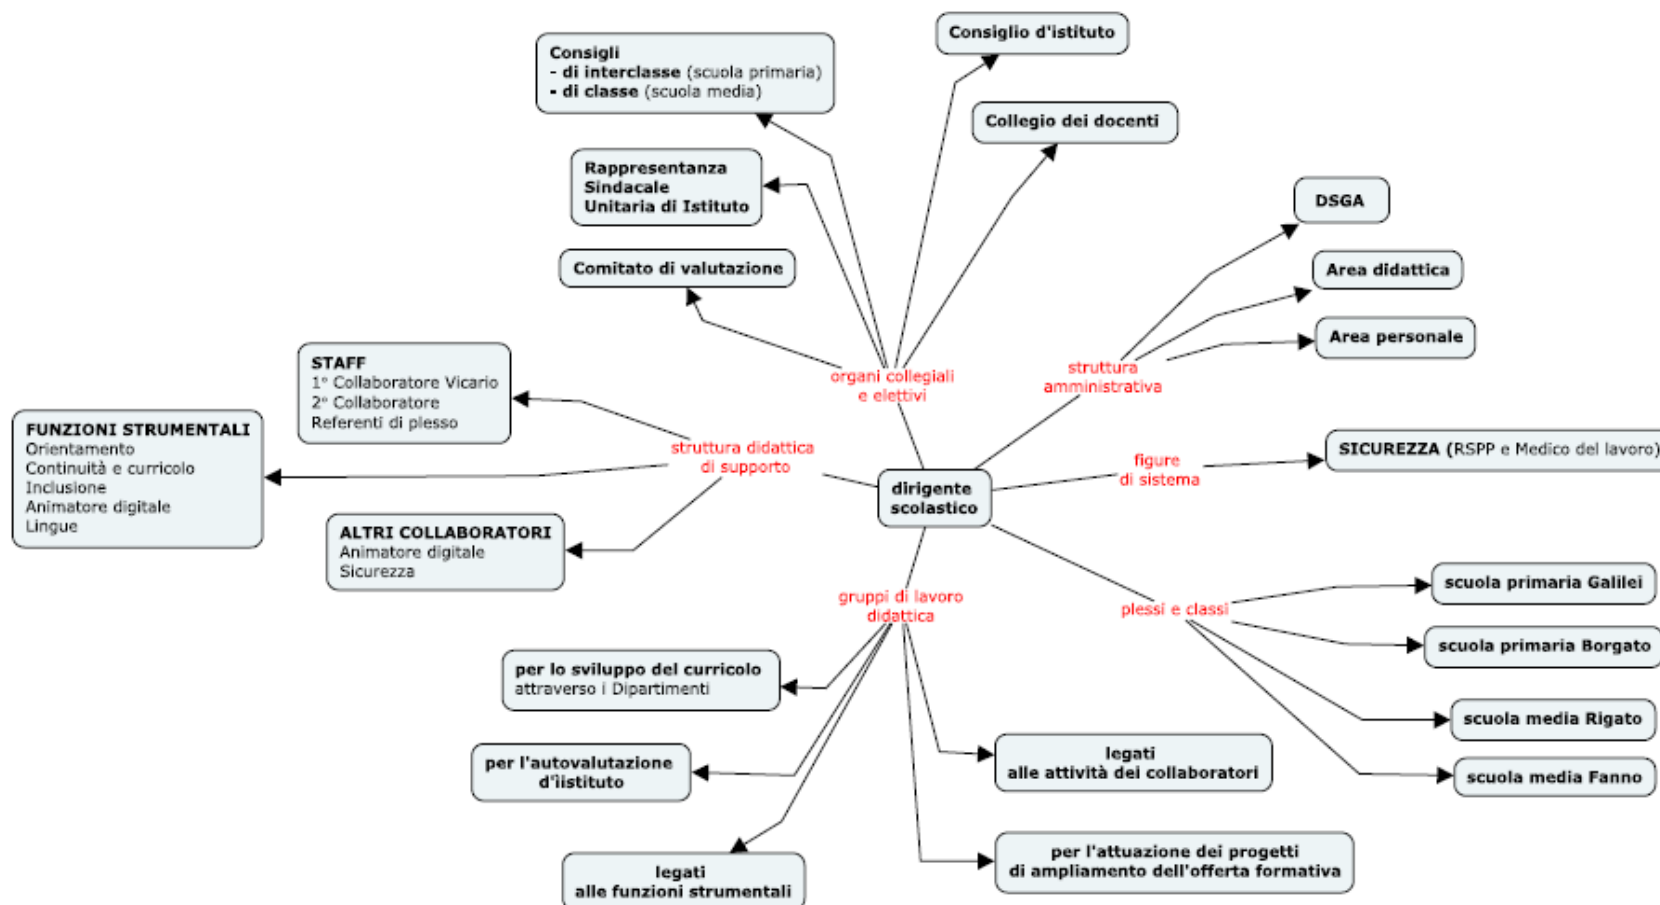 Consiglio d'istituto
Consigli
- di interclasse (scuola primaria)
- di classe (scuola media)
Collegio dei docenti
Rappresentanza
Sindacale
Unitaria di Istituto
DSGA
Comitato di valutazione
Area didattica
Area personale
organi collegiali
e elettivi
struttura
amministrativa
STAFF
1° Collaboratore Vicario
2° Collaboratore
Referenti di plesso
FUNZIONI STRUMENTALI
Orientamento
Continuità e curricolo
Inclusione
Animatore digitale
Lingue
struttura didattica
di supporto
figure
di sistema
SICUREZZA (RSPP e Medico del lavoro)
dirigente
scolastico
ALTRI COLLABORATORI
Animatore digitale
Sicurezza
gruppi di lavoro
didattica
plessi e classi
scuola primaria Galilei
scuola primaria Borgato
scuola media Rigato
scuola media Fanno
per lo sviluppo del curricolo
attraverso i Dipartimenti
per l'autovalutazione
d'iistituto
legati
alle attività dei collaboratori
legati
alle funzioni strumentali
per l'attuazione dei progetti
di ampliamento dell'offerta formativa